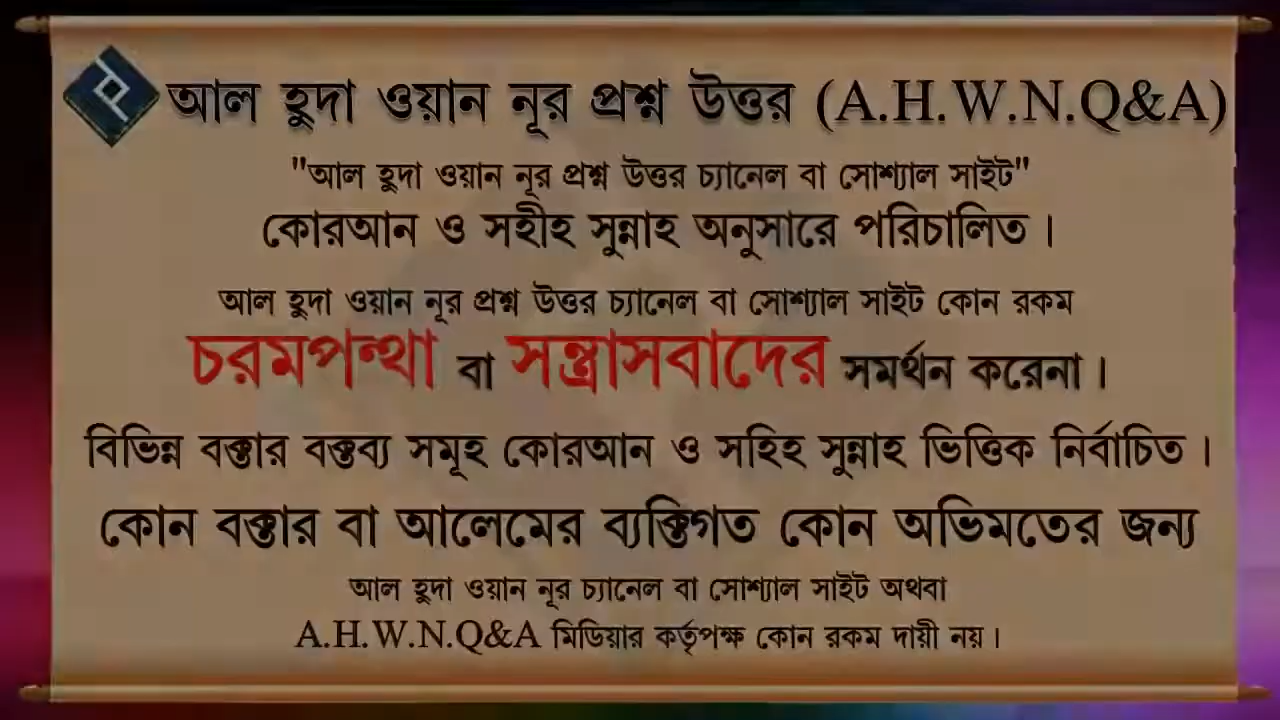 আল হুদা ওয়ান নূর প্রশ্ন উত্তর (A.H.W.N.Q&A)
"আল হুদা ওয়ান নূর প্রশ্ন উত্তর চ্যানেল বা সোশ্যাল সাইট"
কোরআন ও সহীহ সুন্নাহ অনুসারে পরিচালিত।
আল হুদা ওয়ান নূর প্রশ্ন উত্তর চ্যানেল বা সোশ্যাল সাইট কোন রকম
চরমপন্থা বা সন্ত্রাসবাদের সমর্থন করেনা।
বিভিন্ন বক্তার বক্তব্য সমূহ কোরআন ও সহিহ সুন্নাহ ভিত্তিক নির্বাচিত।
কোন বক্তার বা আলেমের ব্যক্তিগত কোন অভিমতের জন্য
আল হুদা ওয়ান নূর চ্যানেল বা সোশ্যাল সাইট অথবা
A.H.W.N.Q&A মিডিয়ার কর্তৃপক্ষ কোন রকম দায়ী নয়।